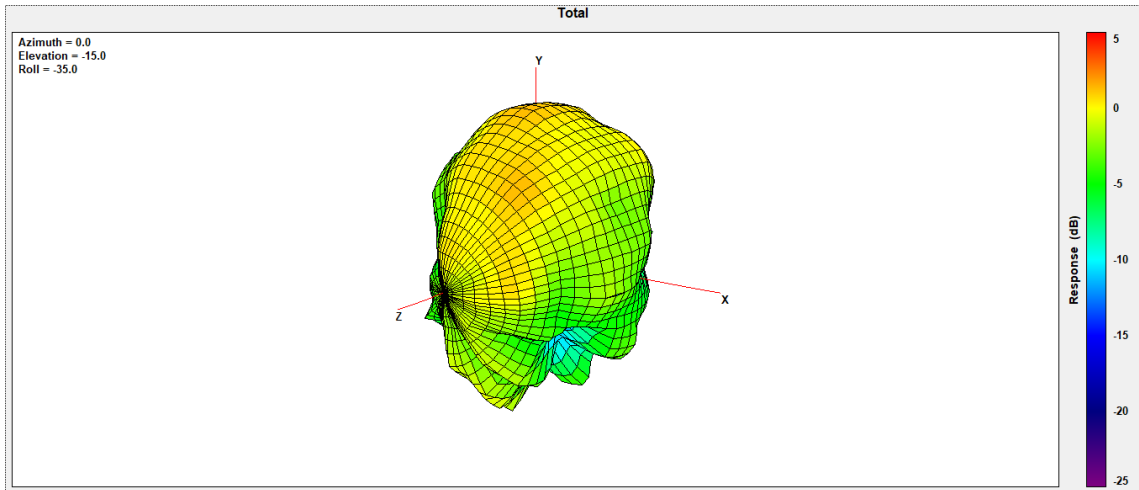 Total
Azimuth = 0.0
Elevation = -15.0
Roll = -35.0
Y
X
Z
5
0
-5
-10
-15
-20
-25
Response (dB)